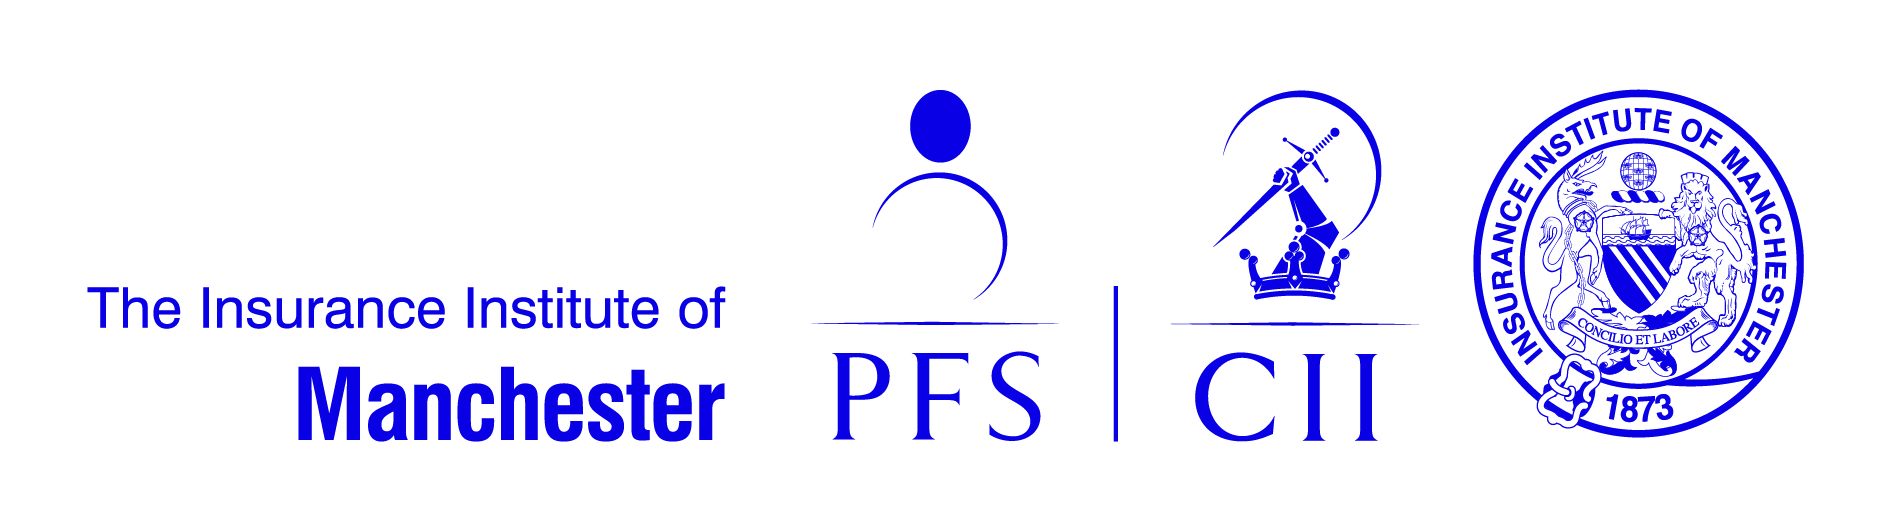 The Insurance Institute of
Manchester
PFS
CII
INSURANCE INSTITUTE OF MANCHESTER
CONCILIO ET LABORE
1873